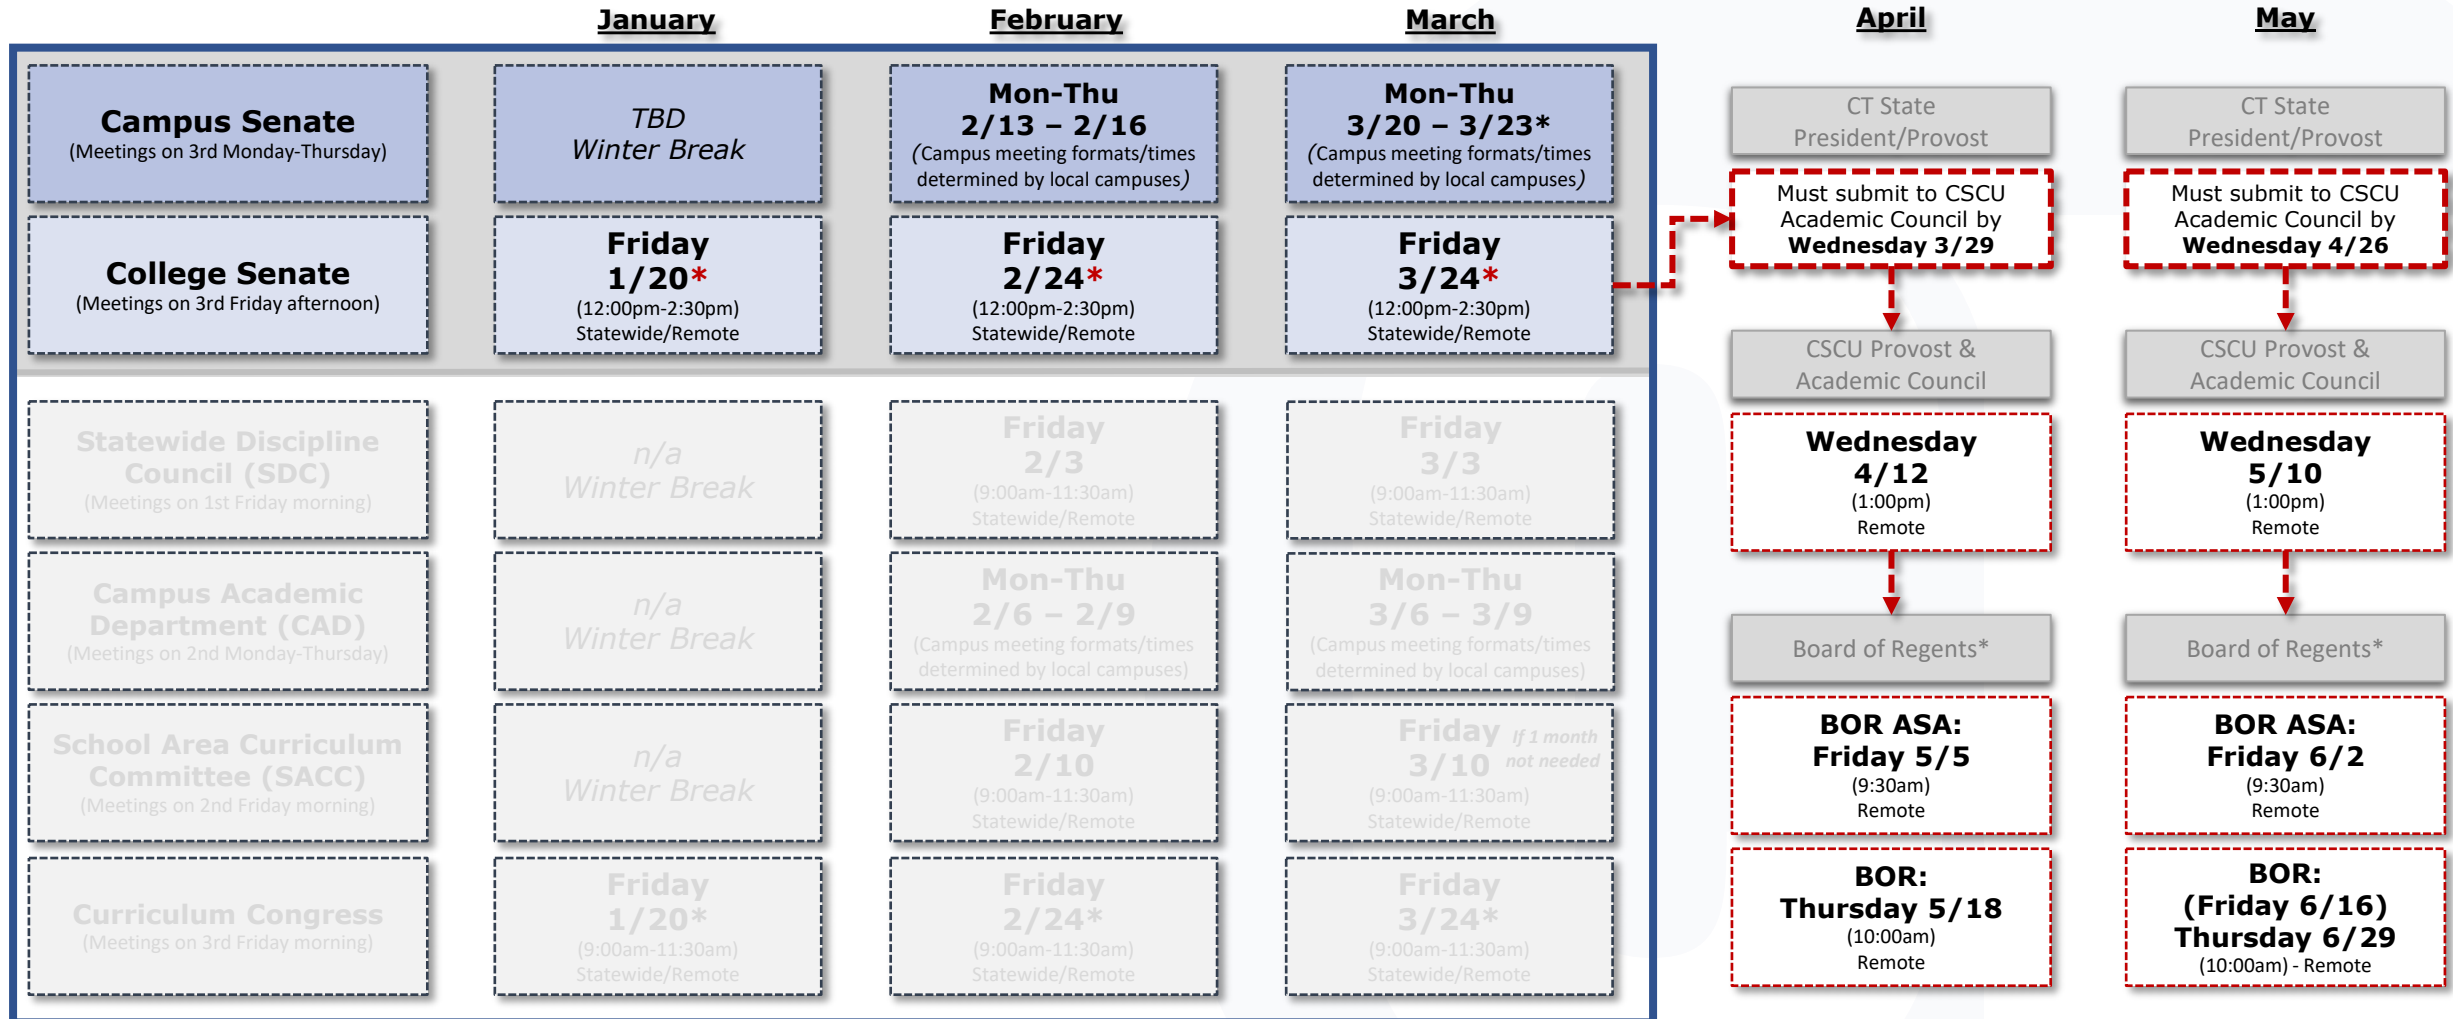 January February March April May
Campus Senate
(Meetings on 3rd Monday-Thursday)
TBD
Winter Break
Mon-Thu
2/13 – 2/16
(Campus meeting formats/times
determined by local campuses)
Mon-Thu
3/20 – 3/23*
(Campus meeting formats/times
determined by local campuses)
College Senate
(Meetings on 3rd Friday afternoon)
Friday
1/20*
(12:00pm-2:30pm)
Statewide/Remote
Friday
2/24*
(12:00pm-2:30pm)
Statewide/Remote
Friday
3/24*
(12:00pm-2:30pm)
Statewide/Remote
Statewide Discipline
Council (SDC)
(Meetings on 1st Friday morning)
n/a
Winter Break
Friday
2/3
(9:00am-11:30am)
Statewide/Remote
Friday
3/3
(9:00am-11:30am)
Statewide/Remote
Campus Academic
Department (CAD)
(Meetings on 2nd Monday-Thursday)
n/a
Winter Break
Mon-Thu
2/6 – 2/9
(Campus meeting formats/times
determined by local campuses)
Mon-Thu
3/6 – 3/9
(Campus meeting formats/times
determined by local campuses)
School Area Curriculum
Committee (SACC)
(Meetings on 2nd Friday morning)
n/a
Winter Break
Friday
2/10
(9:00am-11:30am)
Statewide/Remote
Friday
3/10
(9:00am-11:30am)
Statewide/Remote
If 1 month
not needed
Curriculum Congress
(Meetings on 3rd Friday morning)
Friday
1/20*
(9:00am-11:30am)
Statewide/Remote
Friday
2/24*
(9:00am-11:30am)
Statewide/Remote
Friday
3/24*
(9:00am-11:30am)
Statewide/Remote
CT State
President/Provost
Must submit to CSCU
Academic Council by
Wednesday 3/29
CSCU Provost &
Academic Council
Wednesday
4/12
(1:00pm)
Remote
Board of Regents*
BOR ASA:
Friday 5/5
(9:30am)
Remote
BOR:
Thursday 5/18
(10:00am)
Remote
CT State
President/Provost
Must submit to CSCU
Academic Council by
Wednesday 4/26
CSCU Provost &
Academic Council
Wednesday
5/10
(1:00pm)
Remote
Board of Regents*
BOR ASA:
Friday 6/2
(9:30am)
Remote
BOR:
(Friday 6/16)
Thursday 6/29
(10:00am) - Remote